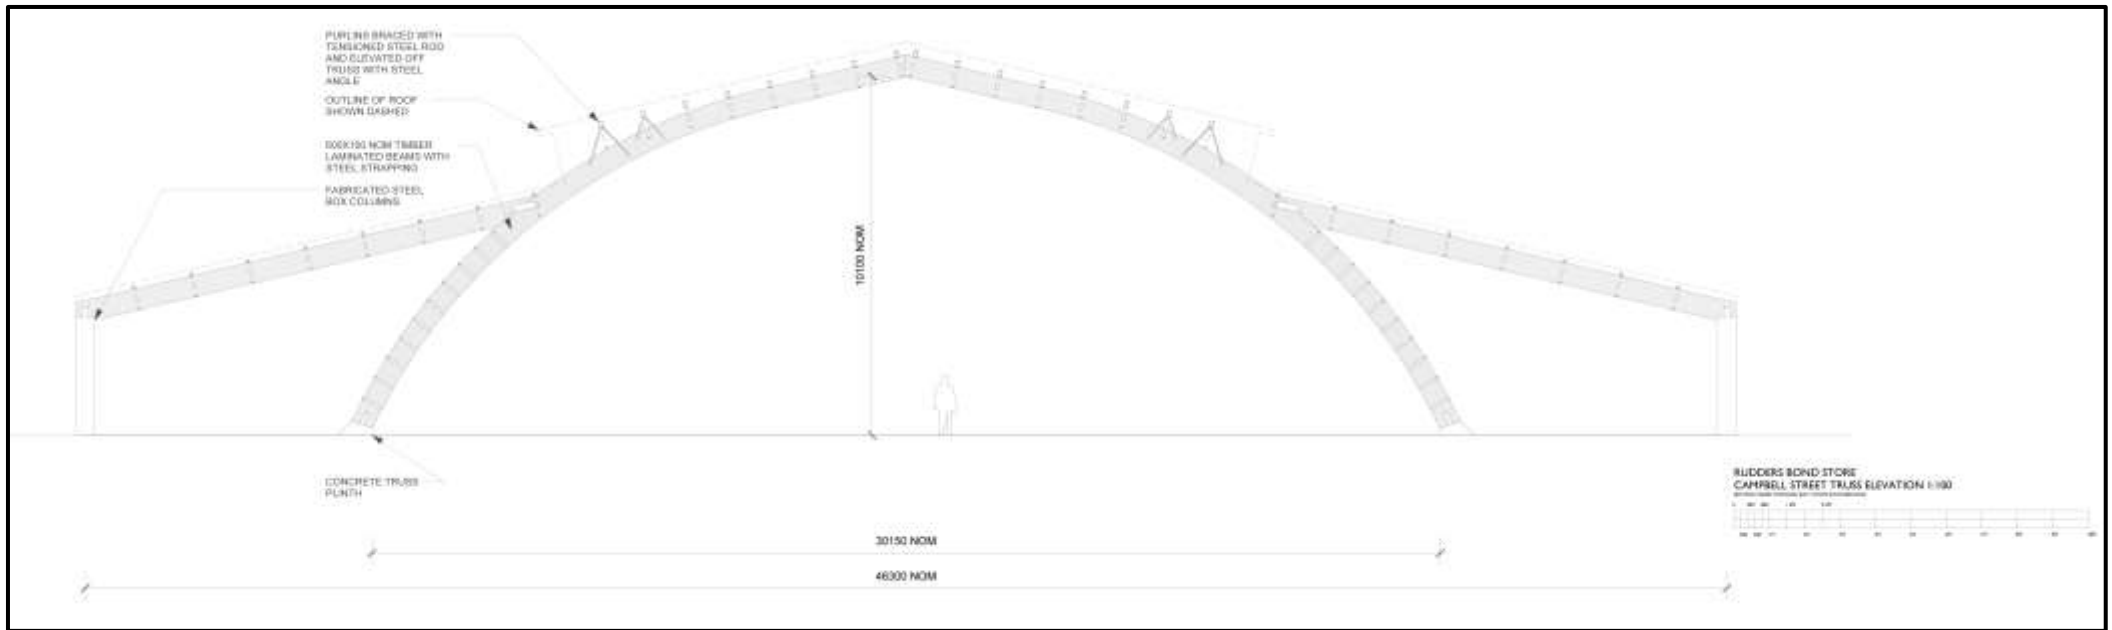 PURLINS BRACED WITH
TENSIONED STEEL ROD
AND ELEVATED OFF
TRUSS WITH STEEL
ANGLE
OUTLINE OF ROOF
SHOWN DASHED
NOM TIMBER
LAMINATED BEAMS WITH
STEEL STRAPPING
FABRICATED STEEL
BOX COLUMNS
10100 NOM
CONCRETE TRUSS
PLINTH
RUDDERS BOND STORE
CAMPBELL STREET TRUSS ELEVATION 1:100
30150 NOM
46300 NOM